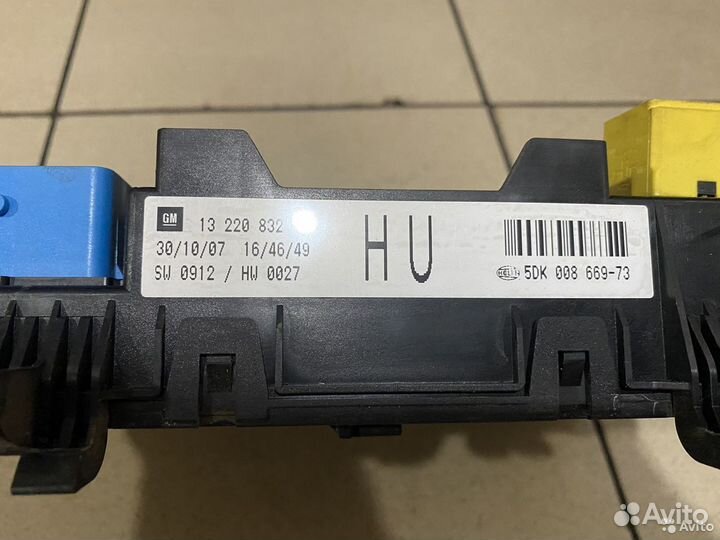 GM 13 220 832
30/10/07 16/46/49
SW 0912 / HW 0027
HU
HELLA 5DK 008 669-73
Avito
Avito